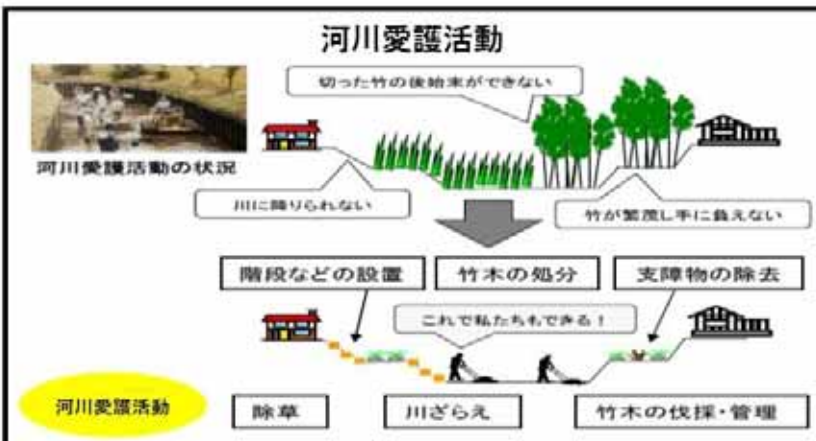 河川愛護活動
切った竹の後始末ができない
河川愛護活動の状況
川に降りられない
竹が繁茂し手に負えない
階段などの設置
竹木の処分
支障物の除去
これで私たちもできる！
河川愛護活動
除草
川ざらえ
竹木の伐採・管理